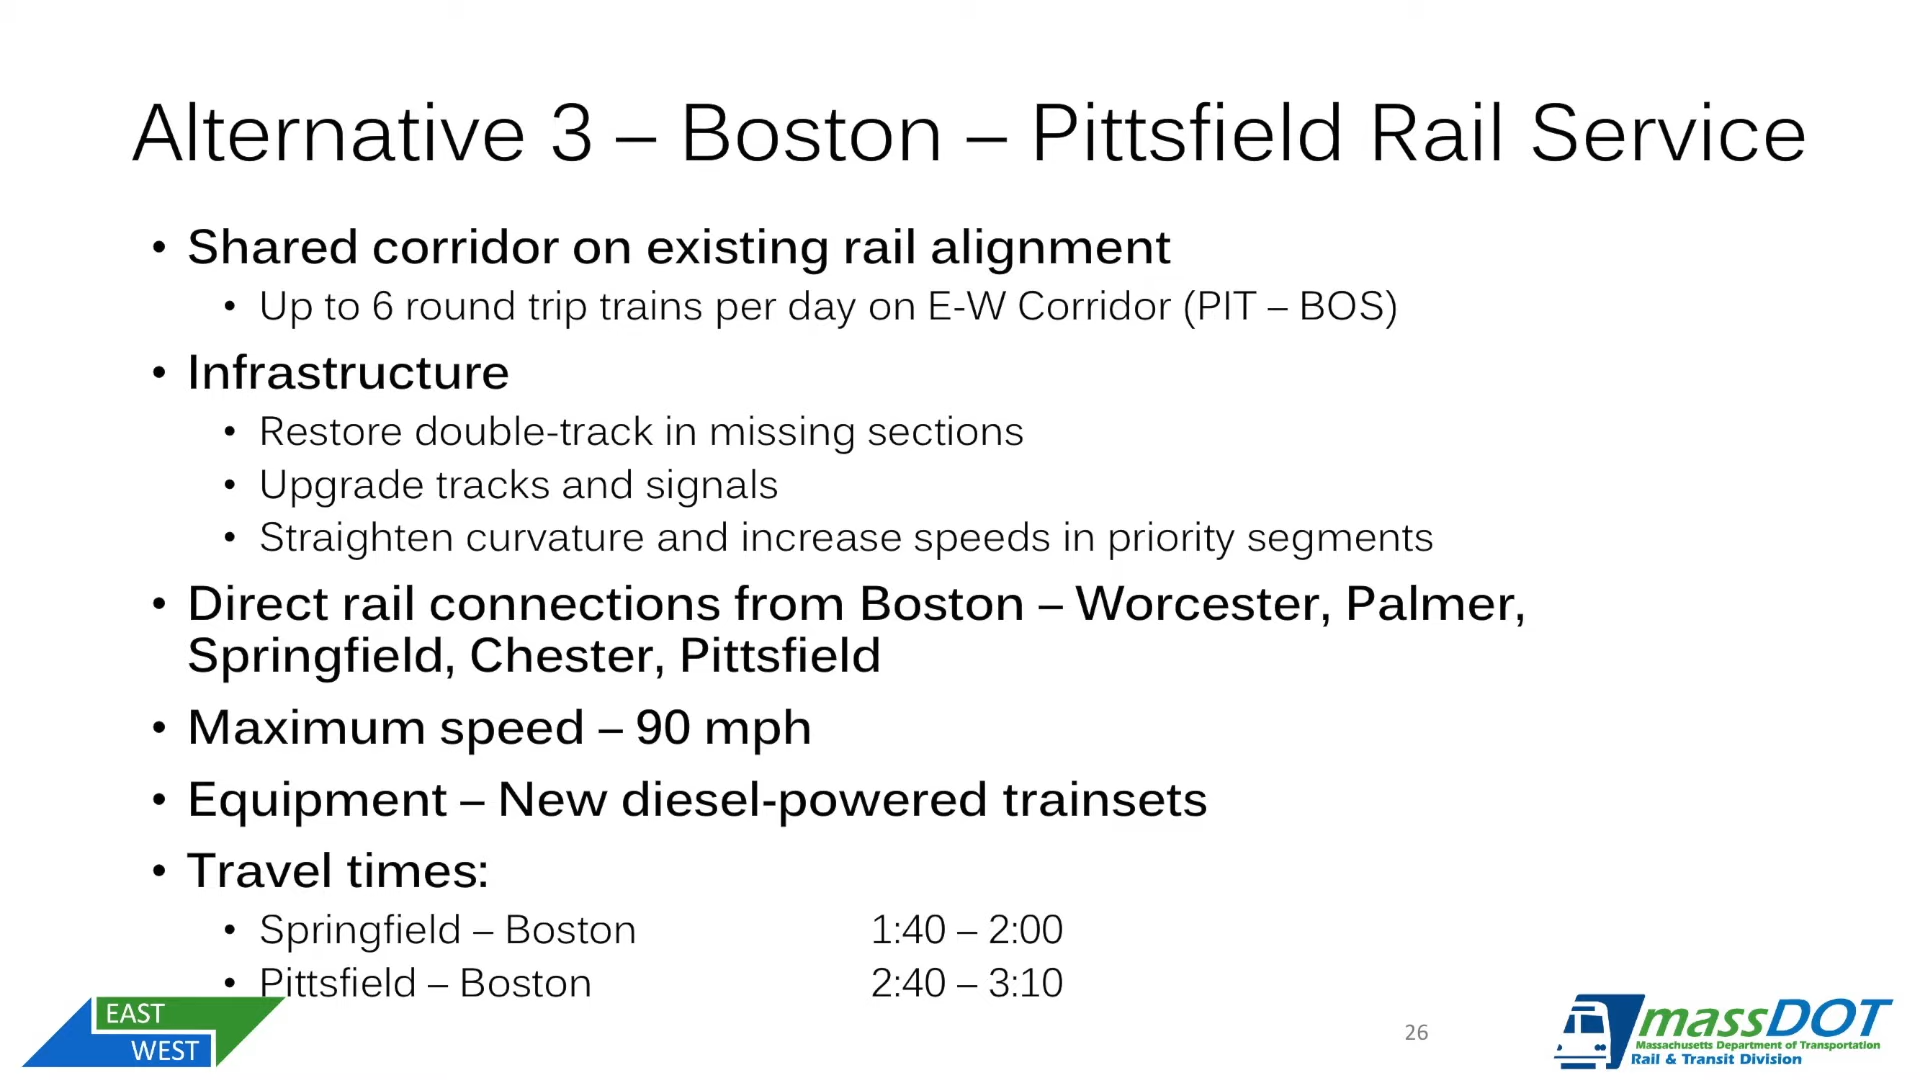 Alternative 3 – Boston – Pittsfield Rail Service
• Shared corridor on existing rail alignment
• Up to 6 round trip trains per day on E-W Corridor (PIT – BOS)
• Infrastructure
• Restore double-track in missing sections
• Upgrade tracks and signals
• Straighten curvature and increase speeds in priority segments
• Direct rail connections from Boston – Worcester, Palmer,
Springfield, Chester, Pittsfield
• Maximum speed – 90 mph
• Equipment – New diesel-powered trainsets
• Travel times:
• Springfield – Boston 1:40 – 2:00
• Pittsfield – Boston 2:40 – 3:10
EAST
WEST
26
massDOT
Massachusetts Department of Transportation
Rail & Transit Division